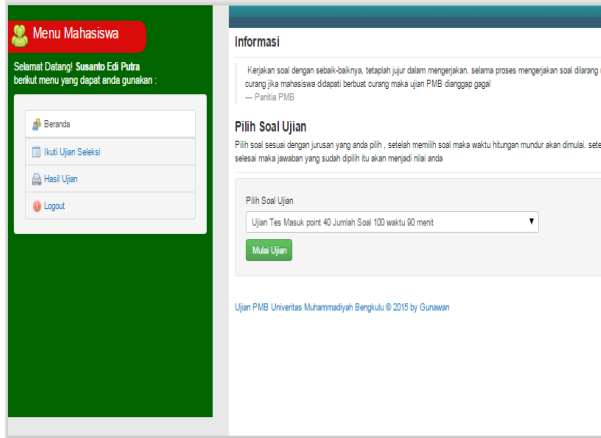 Menu Mahasiswa
Selamat Datang! Susanto Edi Putra
berikut menu yang dapat anda gunakan :
Beranda
Ikuti Ujian Seleksi
Hasil Ujian
Logout
Informasi
Kerjakan soal dengan sebaik-baiknya, tetaplah jujur dalam mengerjakan. selama proses mengerjakan soal dilarang
curang jika mahasiswa didapati berbuat curang maka ujian PMB dianggap gagal
— Panitia PMB
Pilih Soal Ujian
Pilih soal sesuai dengan jurusan yang anda pilih , setelah memilih soal maka waktu hitungan mundur akan dimulai. sete
selesai maka jawaban yang sudah dipilih itu akan menjadi nilai anda
Pilih Soal Ujian
Ujian Tes Masuk point 40 Jumlah Soal 100 waktu 90 menit
Mulai Ujian
Ujian PMB Univeritas Muhammadiyah Bengkulu © 2015 by Gunawan